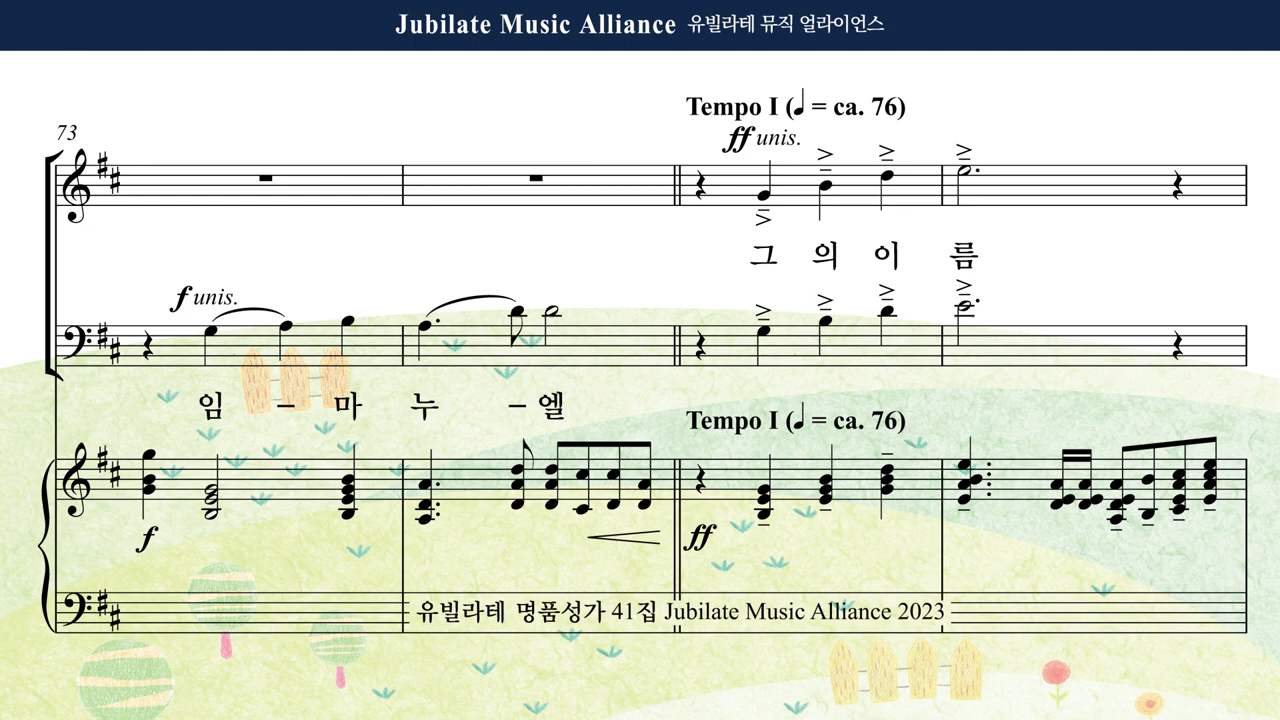 Jubilate Music Alliance 유빌라테 뮤직 얼라이언스
Tempo I (♩ = ca. 76)
73
ff unis.
그 의 이 름
f unis.
임 – 마 누 – 엘
Tempo I (♩ = ca. 76)
f
ff
유빌라테 명품성가 41집 Jubilate Music Alliance 2023